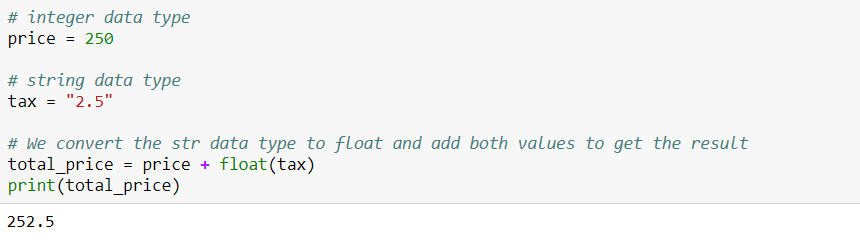 # integer data type
price = 250
# string data type
tax = "2.5"
# We convert the str data type to float and add both values to get the result
total_price = price + float(tax)
print(total_price)
252.5